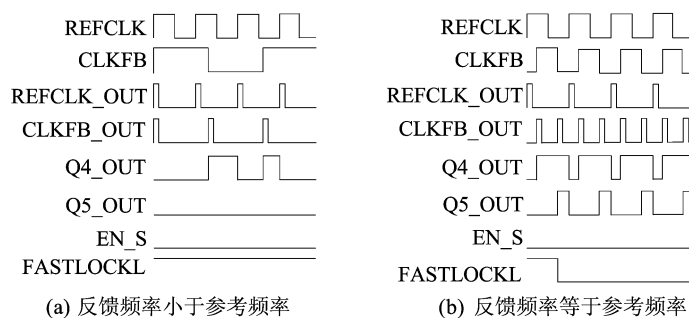 REFCLK
CLKFB
REFCLK_OUT
CLKFB_OUT
Q4_OUT
Q5_OUT
EN_S
FASTLOCKL
(a) 反馈频率小于参考频率
REFCLK
CLKFB
REFCLK_OUT
CLKFB_OUT
Q4_OUT
Q5_OUT
EN_S
FASTLOCKL
(b) 反馈频率等于参考频率